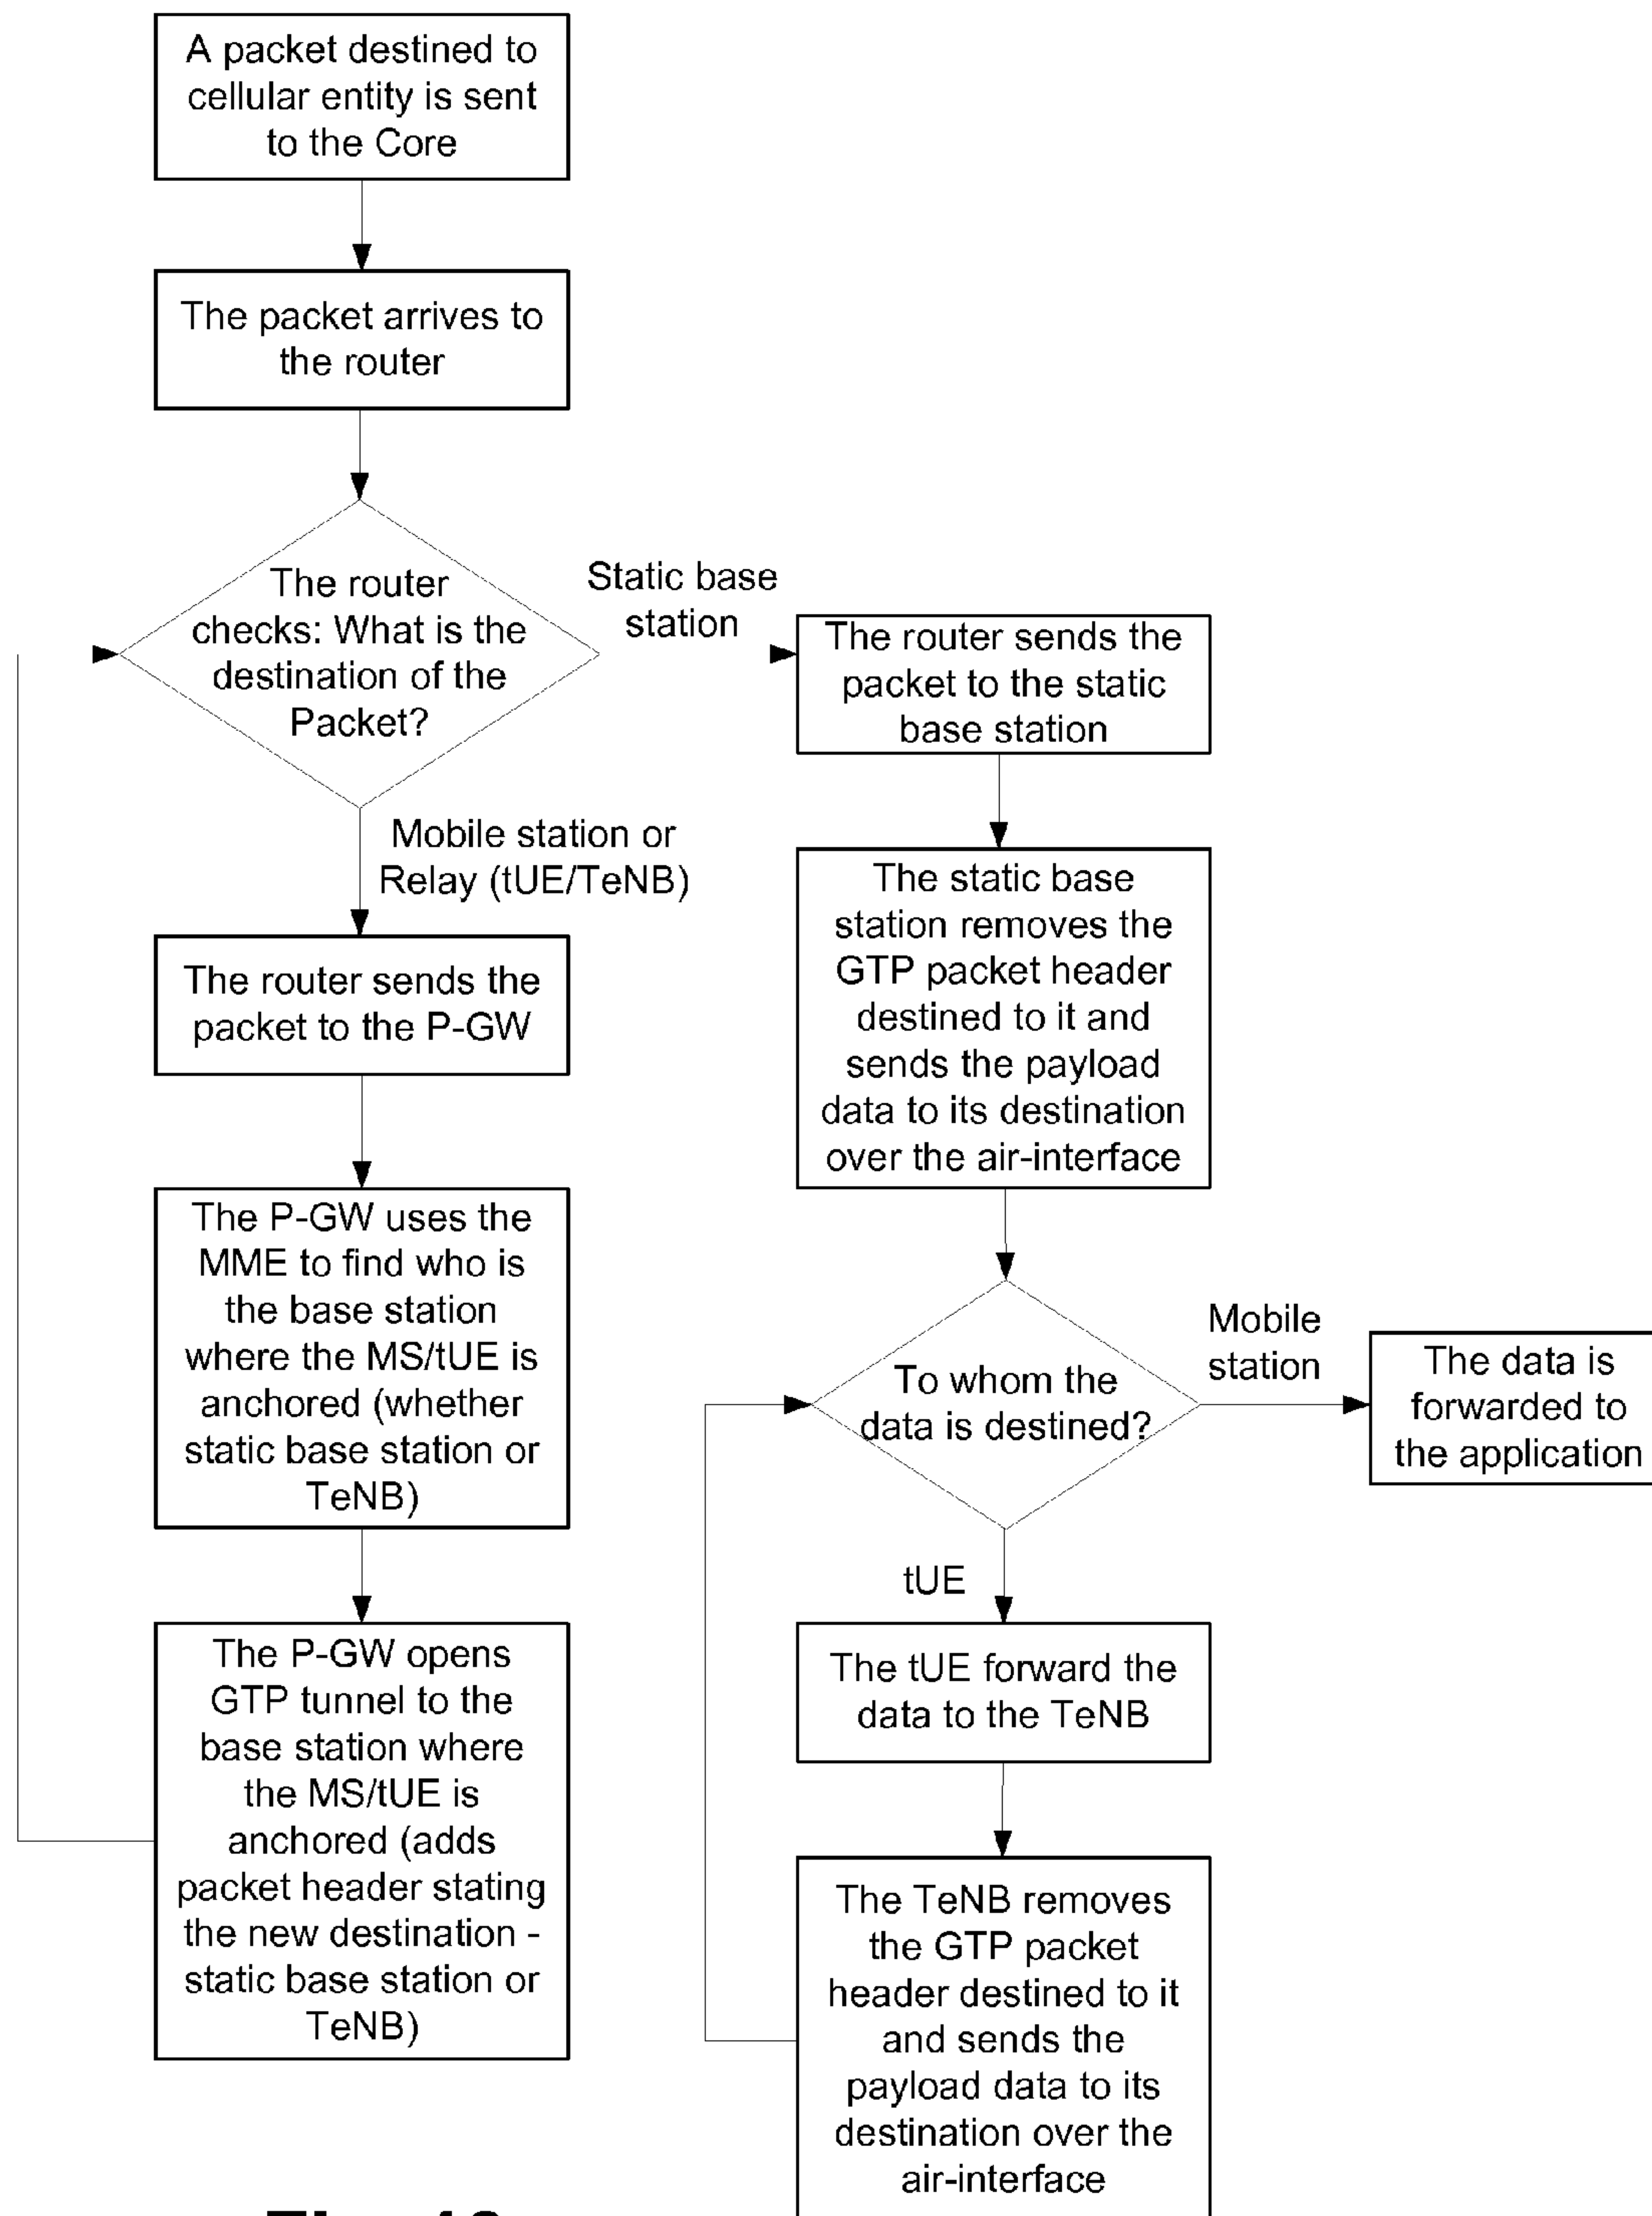 A packet destined to
cellular entity is sent
to the Core
The packet arrives to
the router
The router
checks: What is the
destination of the
Packet?
Static base
station
Mobile station or
Relay (tUE/TeNB)
The router sends the
packet to the P-GW
The P-GW uses the
MME to find who is
the base station
where the MS/tUE is
anchored (whether
static base station or
TeNB)
The P-GW opens
GTP tunnel to the
base station where
the MS/tUE is
anchored (adds
packet header stating
the new destination -
static base station or
TeNB)
The router sends the
packet to the static
base station
The static base
station removes the
GTP packet header
destined to it and
sends the payload
data to its destination
over the air-interface
To whom the
data is destined?
Mobile
station
The data is
forwarded to
the application
tUE
The tUE forward the
data to the TeNB
The TeNB removes
the GTP packet
header destined to it
and sends the
payload data to its
destination over the
air-interface